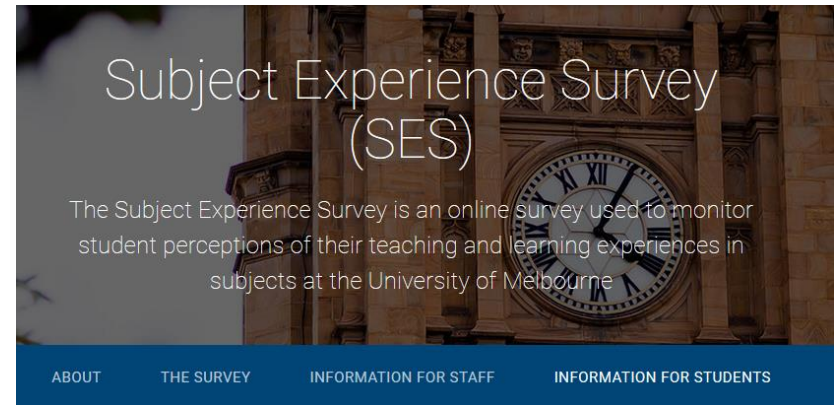 Subject Experience Survey
(SES)
The Subject Experience Survey is an online survey used to monitor
student perceptions of their teaching and learning experiences in
subjects at the University of Melbourne
XII
ABOUT THE SURVEY INFORMATION FOR STAFF INFORMATION FOR STUDENTS